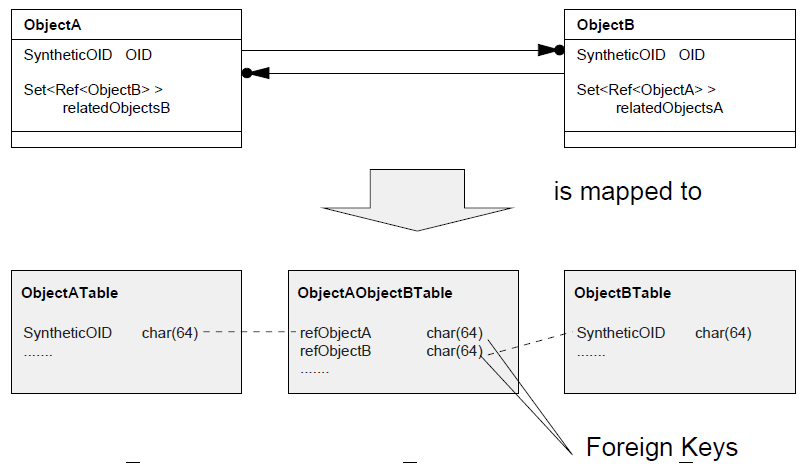 ObjectA
SyntheticOID OID
Set<Ref<ObjectB> >
relatedObjectsB
ObjectB
SyntheticOID OID
Set<Ref<ObjectA> >
relatedObjectsA
is mapped to
ObjectATable
SyntheticOID char(64)
.......
ObjectAObjectBTable
refObjectA char(64)
refObjectB char(64)
.......
ObjectBTable
SyntheticOID char(64)
.......
Foreign Keys